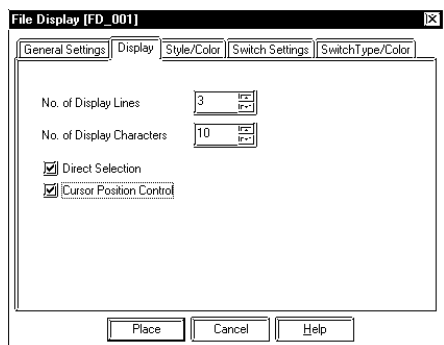 File Display [FD_001]
General Settings Display Style/Color Switch Settings SwitchType/Color
No. of Display Lines 3
No. of Display Characters 10
Direct Selection
Cursor Position Control
Place Cancel Help